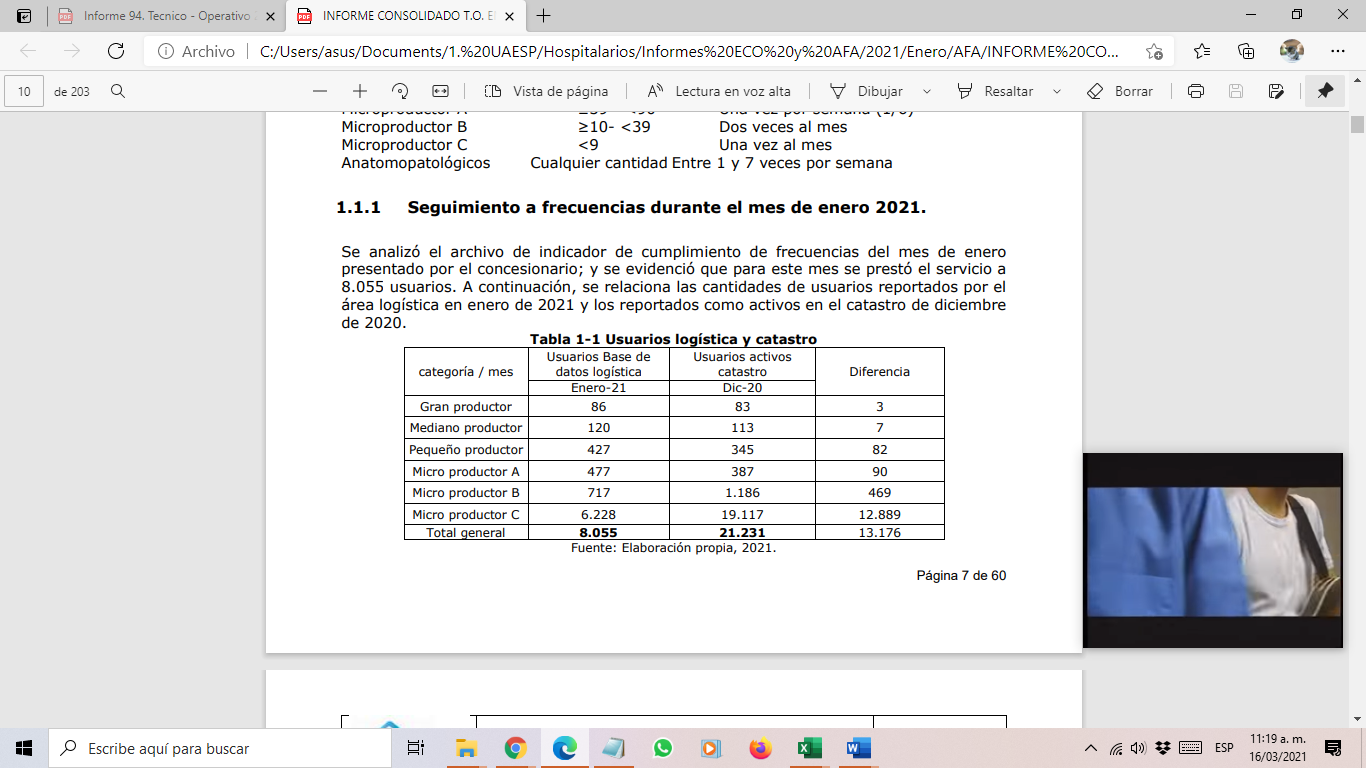 Informe 94. Tecnico - Operativo
INFORME CONSOLIDADO T.O. E
Archivo
C:/Users/asus/Documents/1.%20UAESP/Hospitalarios/Informes%20ECO%20y%20AFA/2021/Enero/AFA/INFORME%20CO...
10 de 203
Vista de página
Lectura en voz alta
Dibujar
Resaltar
Borrar
Microproductor B ≥10- <39 Dos veces al mes
Microproductor C <9 Una vez al mes
Anatomopatológicos Cualquier cantidad Entre 1 y 7 veces por semana
1.1.1 Seguimiento a frecuencias durante el mes de enero 2021.
Se analizó el archivo de indicador de cumplimiento de frecuencias del mes de enero
presentado por el concesionario; y se evidenció que para este mes se prestó el servicio a
8.055 usuarios. A continuación, se relaciona las cantidades de usuarios reportados por el
área logística en enero de 2021 y los reportados como activos en el catastro de diciembre
de 2020.
Tabla 1-1 Usuarios logística y catastro
categoría / mes
Usuarios Base de
datos logística
Enero-21
Usuarios activos
catastro
Dic-20
Diferencia
Gran productor 86 83 3
Mediano productor 120 113 7
Pequeño productor 427 345 82
Micro productor A 477 387 90
Micro productor B 717 1.186 469
Micro productor C 6.228 19.117 12.889
Total general 8.055 21.231 13.176
Fuente: Elaboración propia, 2021.
Página 7 de 60
Escribe aquí para buscar
ESP
11:19 a. m.
16/03/2021